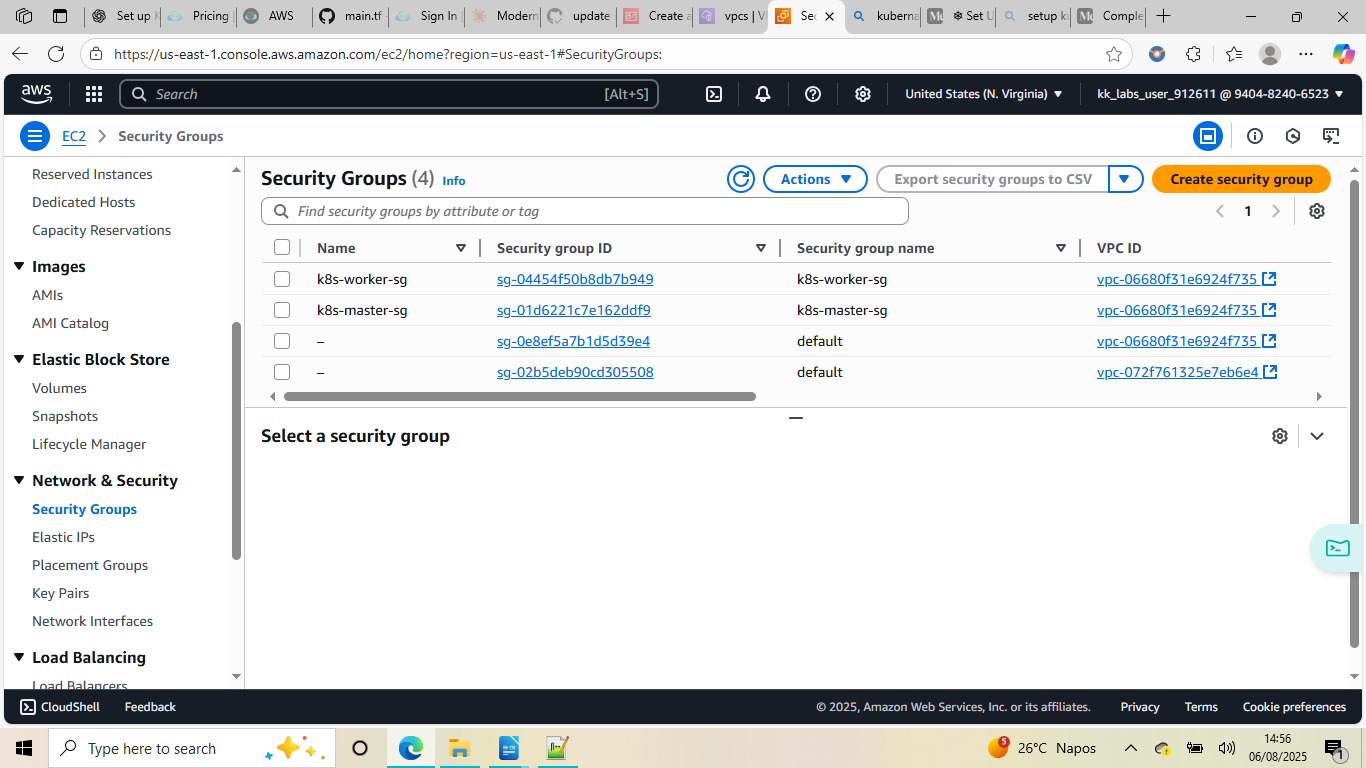 Set up K
Pricing
AWS
main.tf
Sign In
Modern
update
Create a
vpcs | V
Sec
kuberna
Set U
setup k
Comple
https://us-east-1.console.aws.amazon.com/ec2/home?region=us-east-1#SecurityGroups:
aws
Search [Alt+S]
United States (N. Virginia)
kk_labs_user_912611 @ 9404-8240-6523
EC2 > Security Groups
Reserved Instances
Dedicated Hosts
Capacity Reservations
Images
AMIs
AMI Catalog
Elastic Block Store
Volumes
Snapshots
Lifecycle Manager
Network & Security
Security Groups
Elastic IPs
Placement Groups
Key Pairs
Network Interfaces
Load Balancing
Load Balancers
Security Groups (4) Info
Actions
Export security groups to CSV
Create security group
Find security groups by attribute or tag
1
Name Security group ID Security group name VPC ID
k8s-worker-sg sg-04454f50b8db7b949 k8s-worker-sg vpc-06680f31e6924f735
k8s-master-sg sg-01d6221c7e162ddf9 k8s-master-sg vpc-06680f31e6924f735
– sg-0e8ef5a7b1d5d39e4 default vpc-06680f31e6924f735
– sg-02b5deb90cd305508 default vpc-072f761325e7eb6e4
Select a security group
CloudShell Feedback © 2025, Amazon Web Services, Inc. or its affiliates. Privacy Terms Cookie preferences
Type here to search
5
26°C Napos
14:56
06/08/2025
1